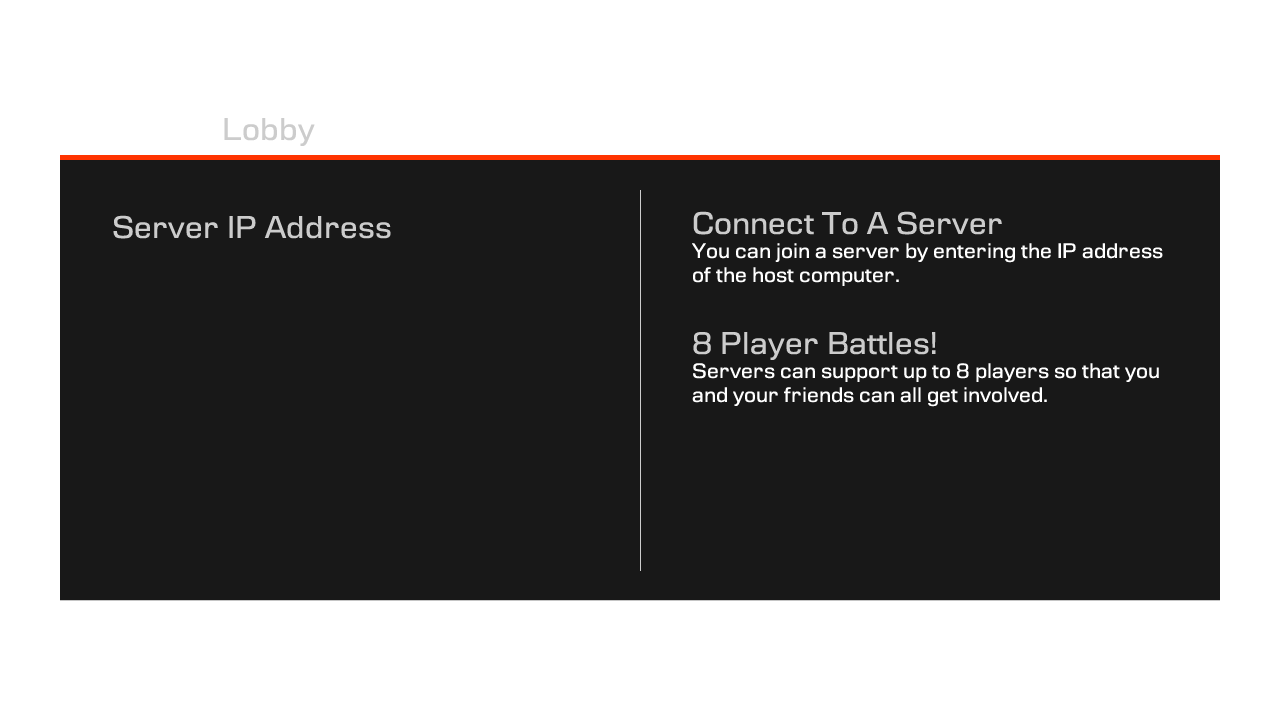 Lobby
Server IP Address
Connect To A Server
You can join a server by entering the IP address
of the host computer.
8 Player Battles!
Servers can support up to 8 players so that you
and your friends can all get involved.